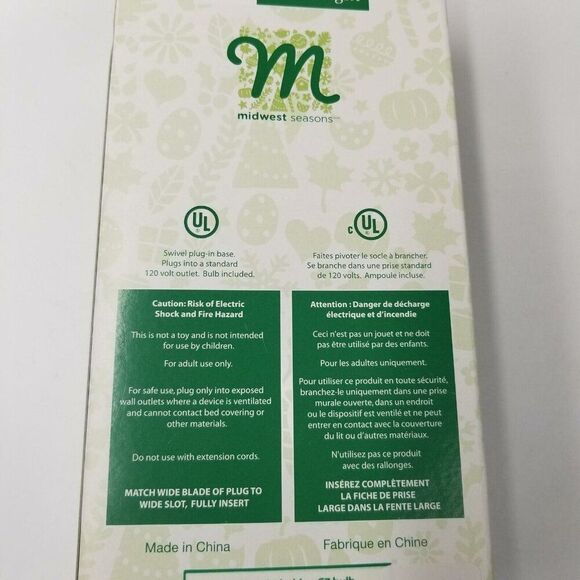 m
midwest seasons™
UL
Swivel plug-in base.
Plugs into a standard
120 volt outlet. Bulb included.
Caution: Risk of Electric
Shock and Fire Hazard
This is not a toy and is not intended
for use by children.
For adult use only.
For safe use, plug only into exposed
wall outlets where a device is ventilated
and cannot contact bed covering or
other materials.
Do not use with extension cords.
MATCH WIDE BLADE OF PLUG TO
WIDE SLOT, FULLY INSERT
Made in China
c UL
Faites pivoter le socle à brancher.
Se branche dans une prise standard
de 120 volts. Ampoule incluse.
Attention : Danger de décharge
électrique et d'incendie
Ceci n'est pas un jouet et ne doit
pas être utilisé par des enfants.
Pour les adultes uniquement.
Pour utiliser ce produit en toute sécurité,
branchez-le uniquement dans une prise
murale ouverte, dans un endroit
ou le dispositif est ventilé et ne peut
entrer en contact avec la couverture
du lit ou d'autres matériaux.
N'utilisez pas ce produit
avec des rallonges.
INSÉREZ COMPLÈTEMENT
LA FICHE DE PRISE
LARGE DANS LA FENTE LARGE
Fabrique en Chine
bulb